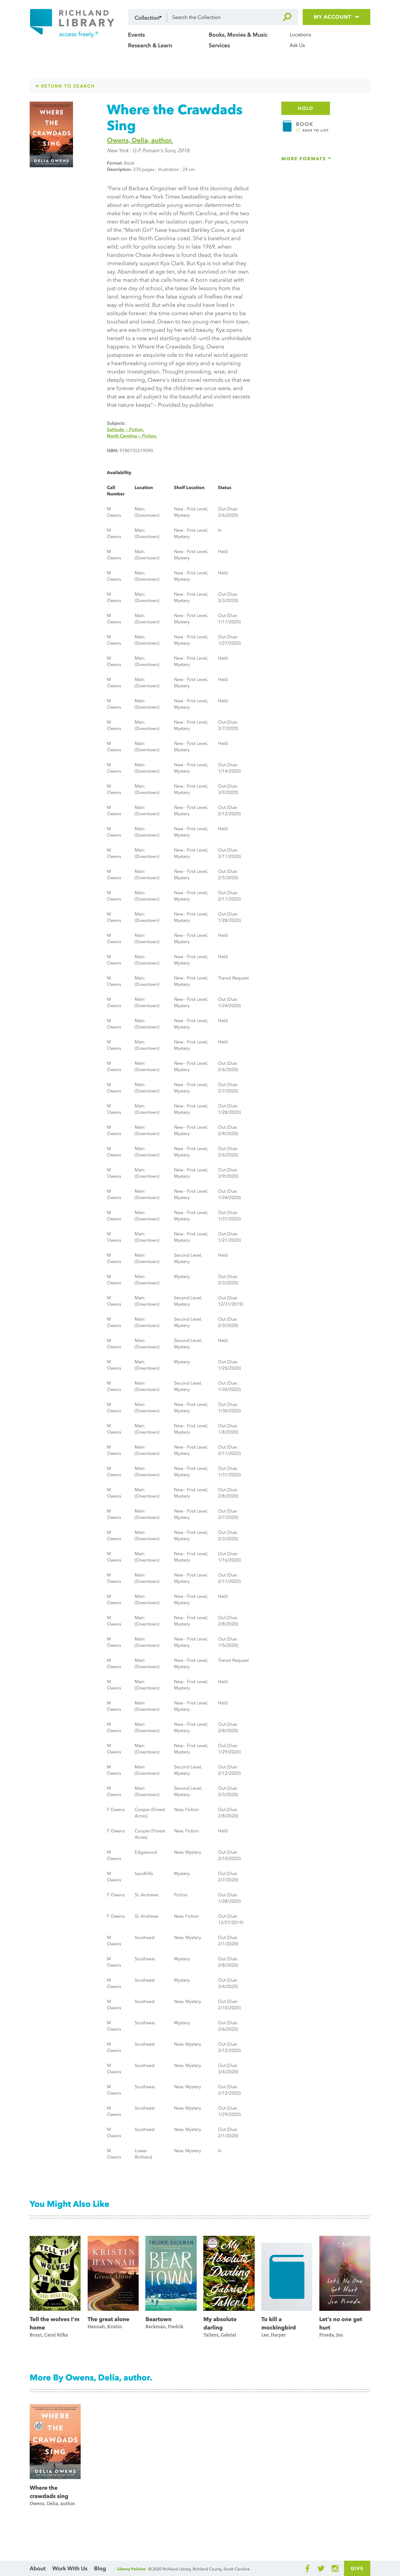 RICHLAND
LIBRARY
access freely.®
Collection
Search the Collection
MY ACCOUNT
Events
Books, Movies & Music
Locations
Research & Learn
Services
Ask Us
RETURN TO SEARCH
WHERE
THE
CRAWDADS
SING
DELIA OWENS
Where the Crawdads
Sing
Owens, Delia, author.
New York : G.P. Putnam's Sons, 2018.
Format: Book
Description: 370 pages : illustration ; 24 cm
HOLD
BOOK
SAVE TO LIST
MORE FORMATS
"Fans of Barbara Kingsolver will love this stunning debut
novel from a New York Times bestselling nature writer,
about an unforgettable young woman determined to
make her way in the wilds of North Carolina, and the two
men that will break her isolation open. For years, rumors
of the "Marsh Girl" have haunted Barkley Cove, a quiet
town on the North Carolina coast. She's barefoot and
wild; unfit for polite society. So in late 1969, when
handsome Chase Andrews is found dead, the locals
immediately suspect Kya Clark. But Kya is not what they
say. Abandoned at age ten, she has survived on her own
in the marsh that she calls home. A born naturalist with
just one day of school, she takes life lessons from the
land, learning from the false signals of fireflies the real
way of this world. But while she could have lived in
solitude forever, the time comes when she yearns to be
touched and loved. Drawn to two young men from town,
who are each intrigued by her wild beauty, Kya opens
herself to a new and startling world--until the unthinkable
happens. In Where the Crawdads Sing, Owens
juxtaposes an exquisite ode to the natural world against
a heartbreaking coming of age story and a surprising
murder investigation. Thought-provoking, wise, and
deeply moving, Owens's debut novel reminds us that we
are forever shaped by the children we once were, and
that we are all subject to the beautiful and violent secrets
that nature keeps"-- Provided by publisher.
Subjects:
Solitude -- Fiction.
North Carolina -- Fiction.
ISBN: 9780735219090
Availability
Call Number Location Shelf Location Status
M Owens Main (Downtown) New - First Level, Mystery Out (Due: 2/6/2020)
M Owens Main (Downtown) New - First Level, Mystery In
M Owens Main (Downtown) New - First Level, Mystery Held
M Owens Main (Downtown) New - First Level, Mystery Held
M Owens Main (Downtown) New - First Level, Mystery Out (Due: 2/3/2020)
M Owens Main (Downtown) New - First Level, Mystery Out (Due: 1/17/2020)
M Owens Main (Downtown) New - First Level, Mystery Out (Due: 1/27/2020)
M Owens Main (Downtown) New - First Level, Mystery Held
M Owens Main (Downtown) New - First Level, Mystery Held
M Owens Main (Downtown) New - First Level, Mystery Held
M Owens Main (Downtown) New - First Level, Mystery Out (Due: 2/7/2020)
M Owens Main (Downtown) New - First Level, Mystery Held
M Owens Main (Downtown) New - First Level, Mystery Out (Due: 1/14/2020)
M Owens Main (Downtown) New - First Level, Mystery Out (Due: 3/9/2020)
M Owens Main (Downtown) New - First Level, Mystery Out (Due: 2/12/2020)
M Owens Main (Downtown) New - First Level, Mystery Held
M Owens Main (Downtown) New - First Level, Mystery Out (Due: 2/11/2020)
M Owens Main (Downtown) New - First Level, Mystery Out (Due: 2/5/2020)
M Owens Main (Downtown) New - First Level, Mystery Out (Due: 2/11/2020)
M Owens Main (Downtown) New - First Level, Mystery Out (Due: 1/28/2020)
M Owens Main (Downtown) New - First Level, Mystery Held
M Owens Main (Downtown) New - First Level, Mystery Held
M Owens Main (Downtown) New - First Level, Mystery Transit Request
M Owens Main (Downtown) New - First Level, Mystery Out (Due: 1/24/2020)
M Owens Main (Downtown) New - First Level, Mystery Held
M Owens Main (Downtown) New - First Level, Mystery Held
M Owens Main (Downtown) New - First Level, Mystery Out (Due: 2/6/2020)
M Owens Main (Downtown) New - First Level, Mystery Out (Due: 2/7/2020)
M Owens Main (Downtown) New - First Level, Mystery Out (Due: 1/28/2020)
M Owens Main (Downtown) New - First Level, Mystery Out (Due: 2/4/2020)
M Owens Main (Downtown) New - First Level, Mystery Out (Due: 2/6/2020)
M Owens Main (Downtown) New - First Level, Mystery Out (Due: 2/9/2020)
M Owens Main (Downtown) New - First Level, Mystery Out (Due: 1/24/2020)
M Owens Main (Downtown) New - First Level, Mystery Out (Due: 1/31/2020)
M Owens Main (Downtown) New - First Level, Mystery Out (Due: 1/21/2020)
M Owens Main (Downtown) Second Level, Mystery Held
M Owens Main (Downtown) Mystery Out (Due: 2/3/2020)
M Owens Main (Downtown) Second Level, Mystery Out (Due: 12/31/2019)
M Owens Main (Downtown) Second Level, Mystery Out (Due: 2/3/2020)
M Owens Main (Downtown) Second Level, Mystery Held
M Owens Main (Downtown) Mystery Out (Due: 1/25/2020)
M Owens Main (Downtown) Second Level, Mystery Out (Due: 1/30/2020)
M Owens Main (Downtown) New - First Level, Mystery Out (Due: 1/30/2020)
M Owens Main (Downtown) New - First Level, Mystery Out (Due: 1/8/2020)
M Owens Main (Downtown) New - First Level, Mystery Out (Due: 2/11/2020)
M Owens Main (Downtown) New - First Level, Mystery Out (Due: 1/31/2020)
M Owens Main (Downtown) New - First Level, Mystery Out (Due: 2/8/2020)
M Owens Main (Downtown) New - First Level, Mystery Out (Due: 2/7/2020)
M Owens Main (Downtown) New - First Level, Mystery Out (Due: 2/3/2020)
M Owens Main (Downtown) New - First Level, Mystery Out (Due: 1/16/2020)
M Owens Main (Downtown) New - First Level, Mystery Out (Due: 2/11/2020)
M Owens Main (Downtown) New - First Level, Mystery Held
M Owens Main (Downtown) New - First Level, Mystery Out (Due: 2/8/2020)
M Owens Main (Downtown) New - First Level, Mystery Out (Due: 1/5/2020)
M Owens Main (Downtown) New - First Level, Mystery Transit Request
M Owens Main (Downtown) New - First Level, Mystery Held
M Owens Main (Downtown) New - First Level, Mystery Held
M Owens Main (Downtown) New - First Level, Mystery Out (Due: 2/8/2020)
M Owens Main (Downtown) New - First Level, Mystery Out (Due: 1/29/2020)
M Owens Main (Downtown) Second Level, Mystery Out (Due: 2/12/2020)
M Owens Main (Downtown) Second Level, Mystery Out (Due: 2/3/2020)
F Owens Cooper (Forest Acres) New, Fiction Out (Due: 2/8/2020)
F Owens Cooper (Forest Acres) New, Fiction Held
M Owens Edgewood New, Mystery Out (Due: 2/10/2020)
M Owens Sandhills Mystery Out (Due: 2/7/2020)
F Owens St. Andrews Fiction Out (Due: 1/28/2020)
F Owens St. Andrews New, Fiction Out (Due: 12/27/2019)
M Owens Southeast New, Mystery Out (Due: 2/1/2020)
M Owens Southeast Mystery Out (Due: 2/8/2020)
M Owens Southeast Mystery Out (Due: 2/4/2020)
M Owens Southeast New, Mystery Out (Due: 2/10/2020)
M Owens Southeast Mystery Out (Due: 2/6/2020)
M Owens Southeast New, Mystery Out (Due: 2/12/2020)
M Owens Southeast New, Mystery Out (Due: 3/4/2020)
M Owens Southeast New, Mystery Out (Due: 2/12/2020)
M Owens Southeast New, Mystery Out (Due: 1/29/2020)
M Owens Southeast New, Mystery Out (Due: 2/1/2020)
M Owens Lower Richland New, Mystery In
You Might Also Like
TELL THE WOLVES I'M HOME
KRISTIN HANNAH
Great Alone
FREDRIK BACKMAN
BEARTOWN
My Absolute Darling
Gabriel Tallent
Let's No One Get Hurt
Jon Pineda
Tell the wolves I'm home
Brunt, Carol Rifka
The great alone
Hannah, Kristin
Beartown
Backman, Fredrik
My absolute darling
Tallent, Gabriel
To kill a mockingbird
Lee, Harper
Let's no one get hurt
Pineda, Jon
More By Owens, Delia, author.
WHERE
THE
CRAWDADS
SING
DELIA OWENS
Where the crawdads sing
Owens, Delia, author.
About
Work With Us
Blog
Library Policies
© 2020 Richland Library, Richland County, South Carolina
GIVE